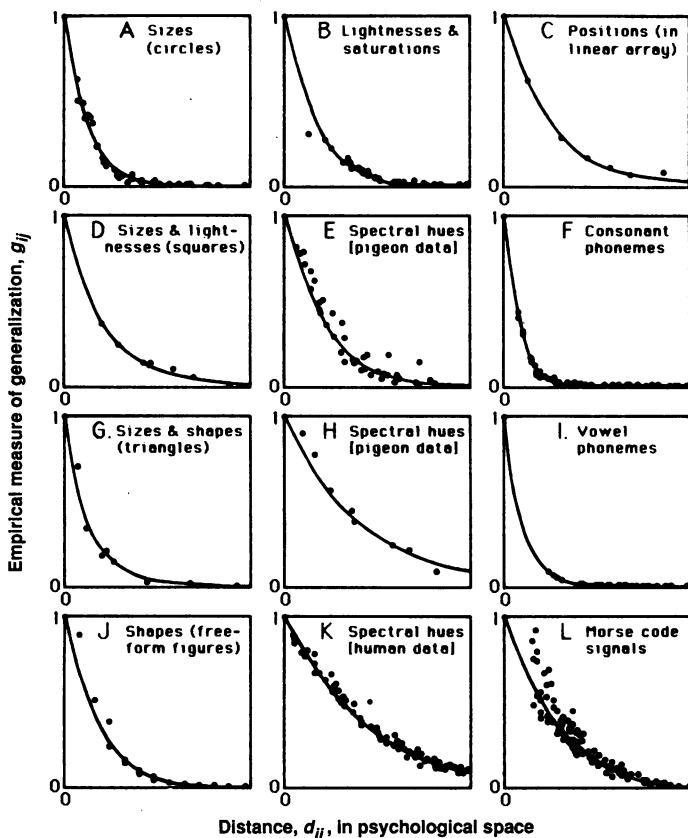 Empirical measure of generalization, gij
1
A Sizes
(circles)
0
0
1
B Lightnesses &
saturations
0
0
1
C Positions (in
linear array)
0
0
1
D Sizes & light-
nesses (squares)
0
0
1
E Spectral hues
[pigeon data]
0
0
1
F Consonant
phonemes
0
0
1
G. Sizes & shapes
(triangles)
0
0
1
H Spectral hues
[pigeon data]
0
0
1
I. Vowel
phonemes
0
0
1
J Shapes (free-
form figures)
0
0
1
K Spectral hues
[human data]
0
0
1
L Morse code
signals
0
0
Distance, dij, in psychological space